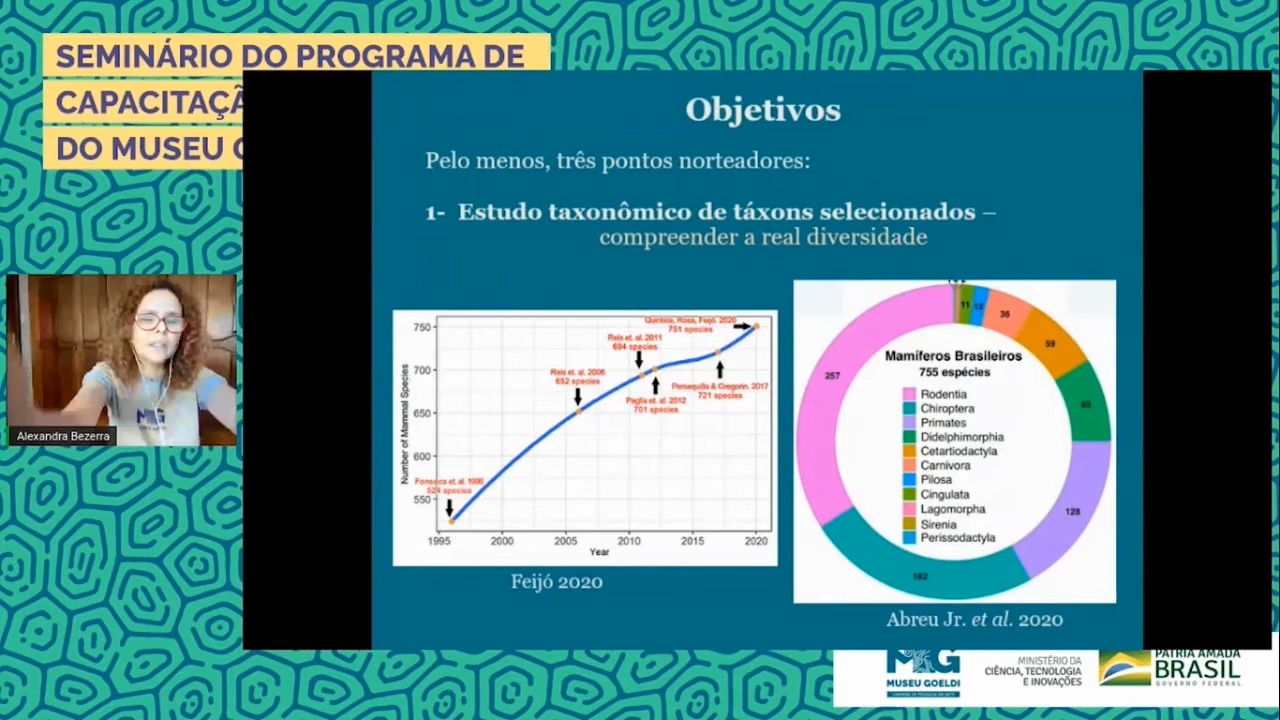 SEMINÁRIO DO PROGRAMA DE
CAPACITAÇÃ
DO MUSEU
Alexandra Bezerra
Objetivos
Pelo menos, três pontos norteadores:
1- Estudo taxonômico de táxons selecionados –
compreender a real diversidade
Number of Mammal Species
750
700
650
600
550
1995
2000
2005
2010
2015
2020
Year
Fonseca et. al. 1996
524 species
Reis et. al. 2006
652 species
Reis et. al. 2011
694 species
Paglia et. al. 2012
701 species
Percequillo & Gregorin. 2017
721 species
Quintela, Rosa, Feijó. 2020
751 species
Feijó 2020
257
182
128
65
59
36
12
11
Mamíferos Brasileiros
755 espécies
Rodentia
Chiroptera
Primates
Didelphimorphia
Cetartiodactyla
Carnivora
Pilosa
Cingulata
Lagomorpha
Sirenia
Perissodactyla
Abreu Jr. et al. 2020
MUSEU GOELDI
MINISTÉRIO DA
CIÊNCIA, TECNOLOGIA
E INOVAÇÕES
PÁTRIA AMADA
BRASIL
GOVERNO FEDERAL